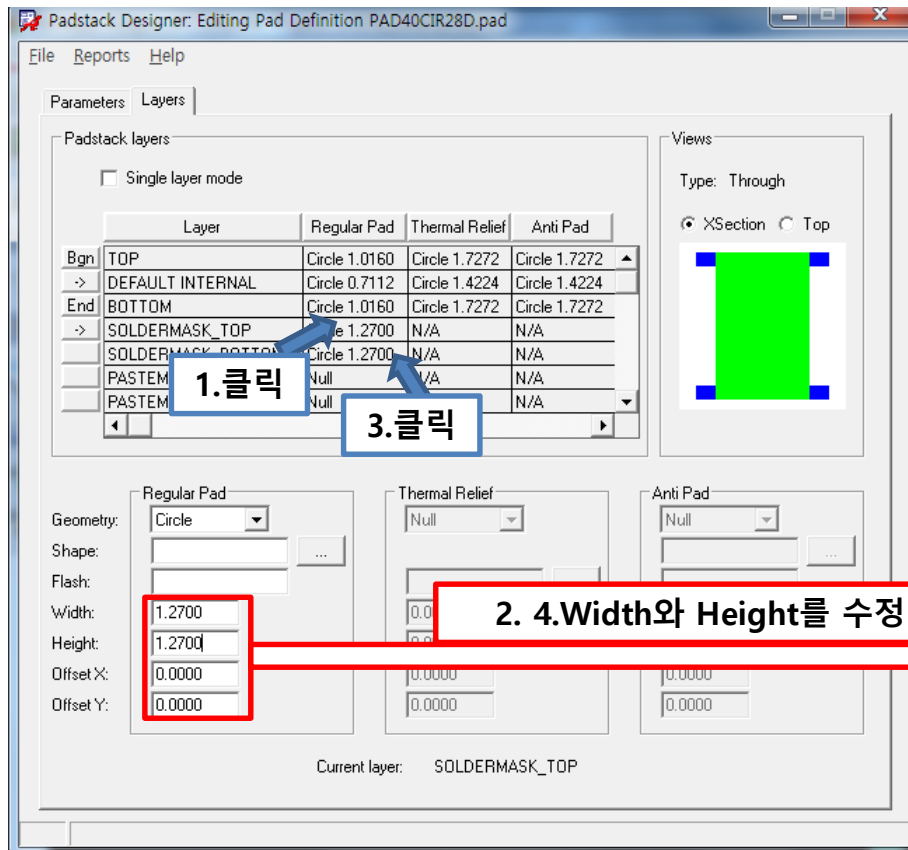 Padstack Designer: Editing Pad Definition PAD40CIR28D.pad
File Reports Help
Parameters Layers
Padstack layers
Single layer mode
Layer Regular Pad Thermal Relief Anti Pad
Bgn TOP Circle 1.0160 Circle 1.7272 Circle 1.7272
-> DEFAULT INTERNAL Circle 0.7112 Circle 1.4224 Circle 1.4224
End BOTTOM Circle 1.0160 Circle 1.7272 Circle 1.7272
-> SOLDERMASK_TOP 1.2700 N/A N/A
SOLDERMASK_BOTTOM Circle 1.2700 N/A N/A
PASTEM Null N/A N/A
PASTEM Null N/A
1.클릭
3.클릭
Views
Type: Through
XSection Top
Regular Pad Thermal Relief Anti Pad
Geometry: Circle Null Null
Shape: ... ...
Flash:
Width: 1.2700
2. 4.Width와 Height를 수정
Height: 1.2700
Offset X: 0.0000 0.0000 0.0000
Offset Y: 0.0000 0.0000 0.0000
Current layer: SOLDERMASK_TOP